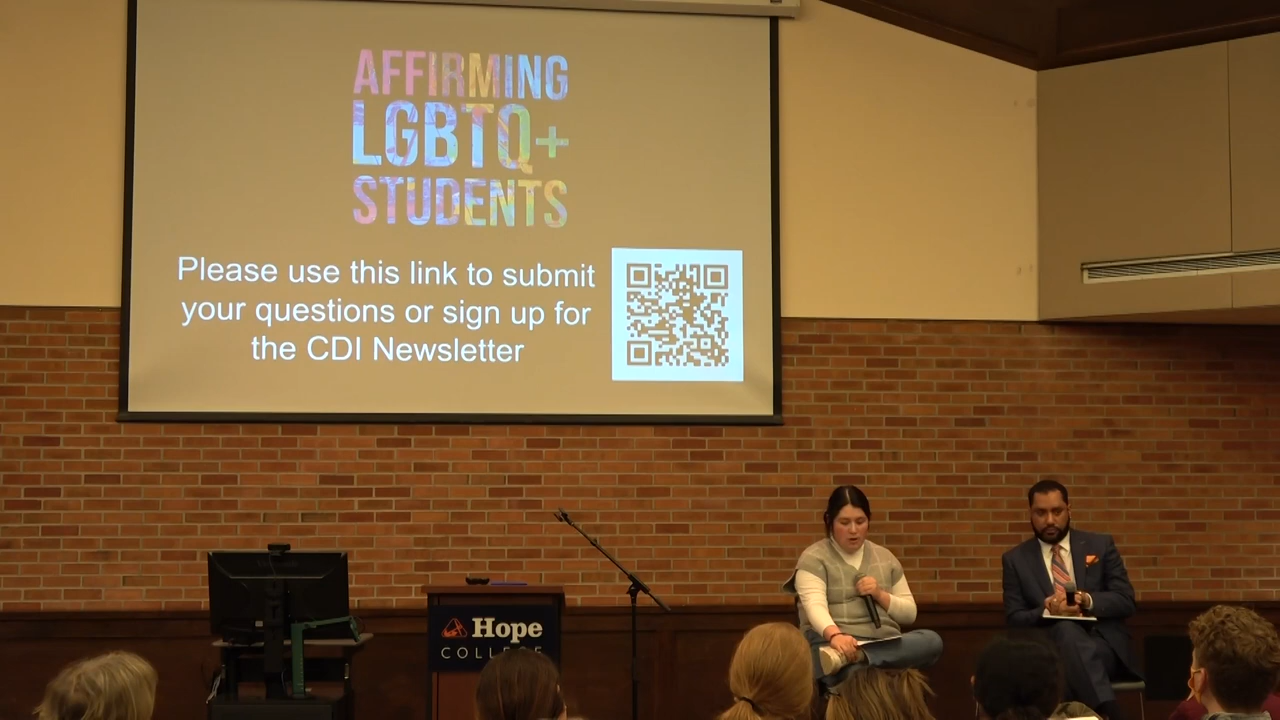 AFFIRMING
LGBTQ+
STUDENTS
Please use this link to submit
your questions or sign up for
the CDI Newsletter
Hope
COLLEGE